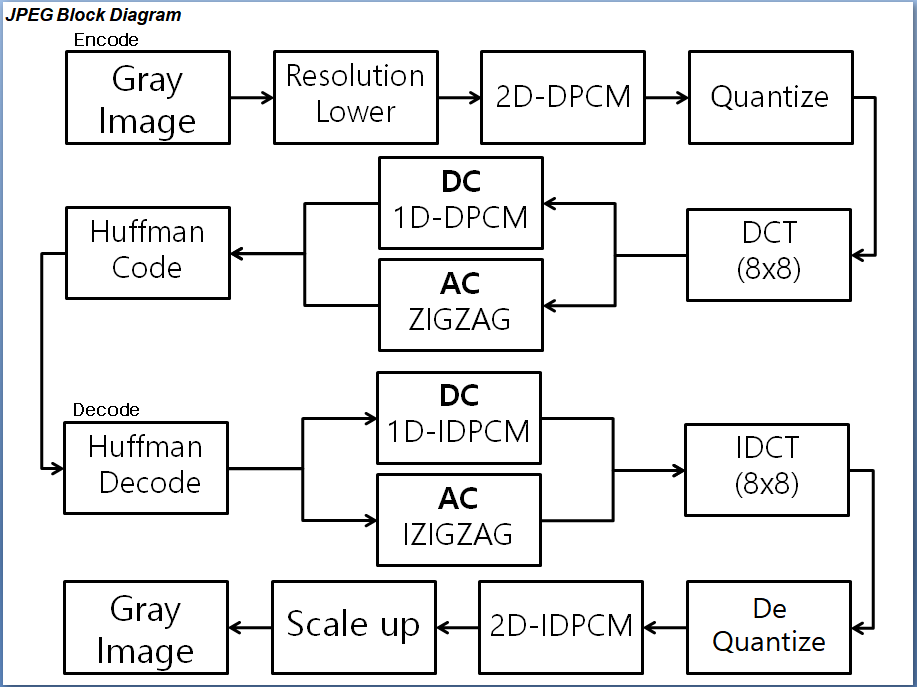 JPEG Block Diagram
Encode
Gray
Image
Resolution
Lower
2D-DPCM
Quantize
DCT
(8x8)
DC
1D-DPCM
AC
ZIGZAG
Huffman
Code
Decode
Huffman
Decode
DC
1D-IDPCM
AC
IZIGZAG
IDCT
(8x8)
De
Quantize
2D-IDPCM
Scale up
Gray
Image